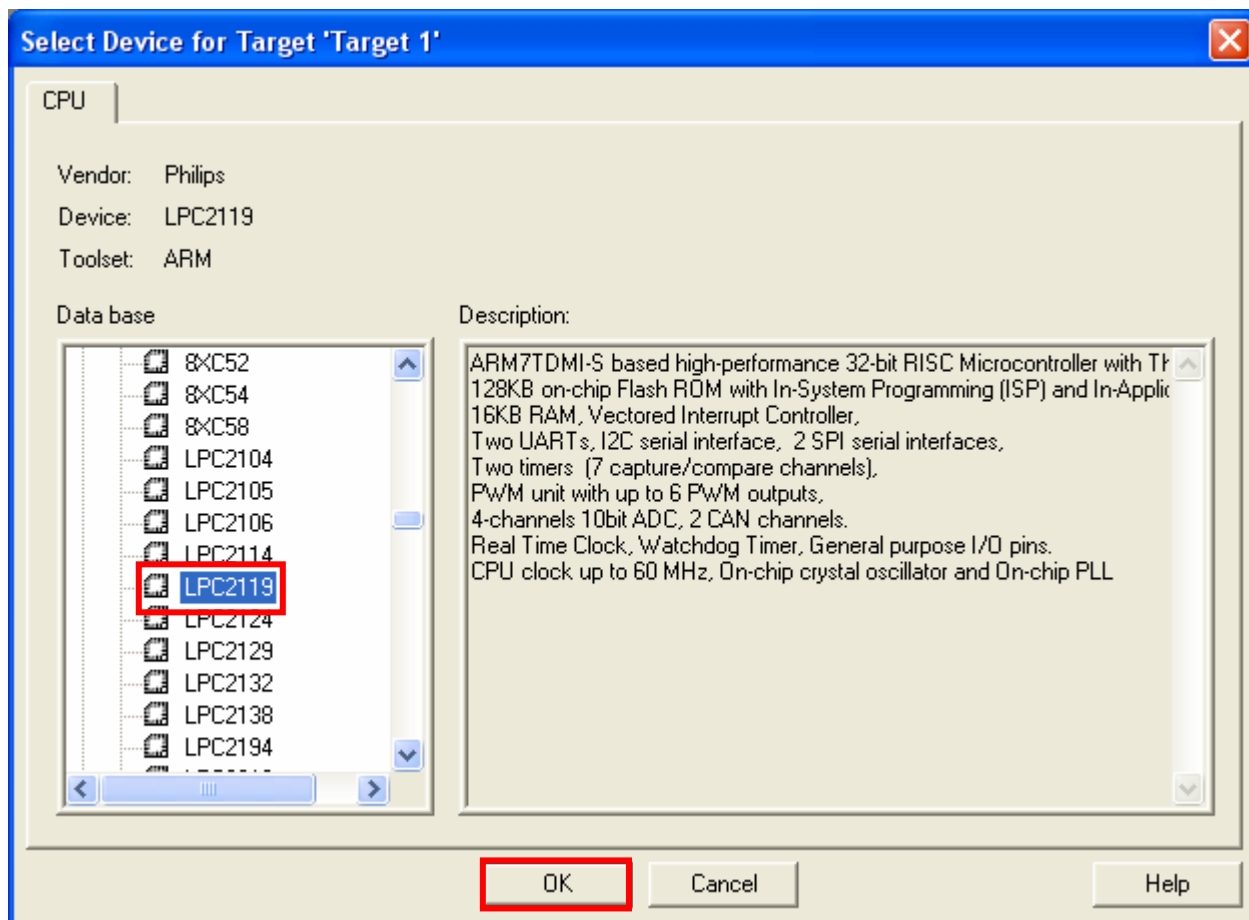 Select Device for Target 'Target 1'
CPU
Vendor: Philips
Device: LPC2119
Toolset: ARM
Data base
8XC52
8XC54
8XC58
LPC2104
LPC2105
LPC2106
LPC2114
LPC2119
LPC2124
LPC2129
LPC2132
LPC2138
LPC2194
Description:
ARM7TDMI-S based high-performance 32-bit RISC Microcontroller with
128KB on-chip Flash ROM with In-System Programming (ISP) and In-Applic
16KB RAM, Vectored Interrupt Controller,
Two UARTs, I2C serial interface, 2 SPI serial interfaces,
Two timers (7 capture/compare channels),
PWM unit with up to 6 PWM outputs,
4-channels 10bit ADC, 2 CAN channels.
Real Time Clock, Watchdog Timer, General purpose I/O pins.
CPU clock up to 60 MHz, On-chip crystal oscillator and On-chip PLL
OK
Cancel
Help